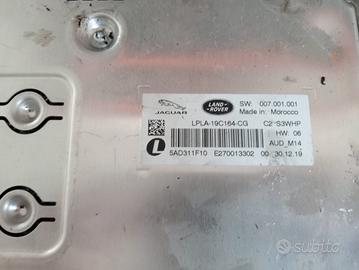 JAGUAR
LAND ROVER
SW: 007.001.001
Made in: Morocco
LPLA-19C164-CG C2-S3WHP
HW: 06
AUD_M14
L 5AD311F10 E270013302 00 30.12.19
subito